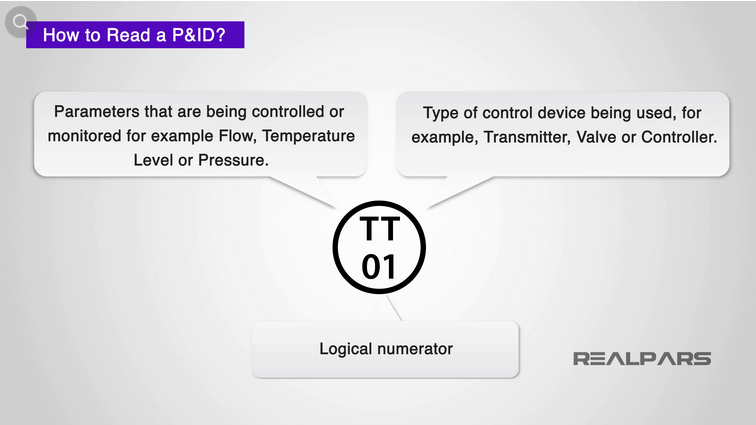 How to Read a P&ID?
Parameters that are being controlled or
monitored for example Flow, Temperature
Level or Pressure.
Type of control device being used, for
example, Transmitter, Valve or Controller.
TT
01
Logical numerator
REALPARS